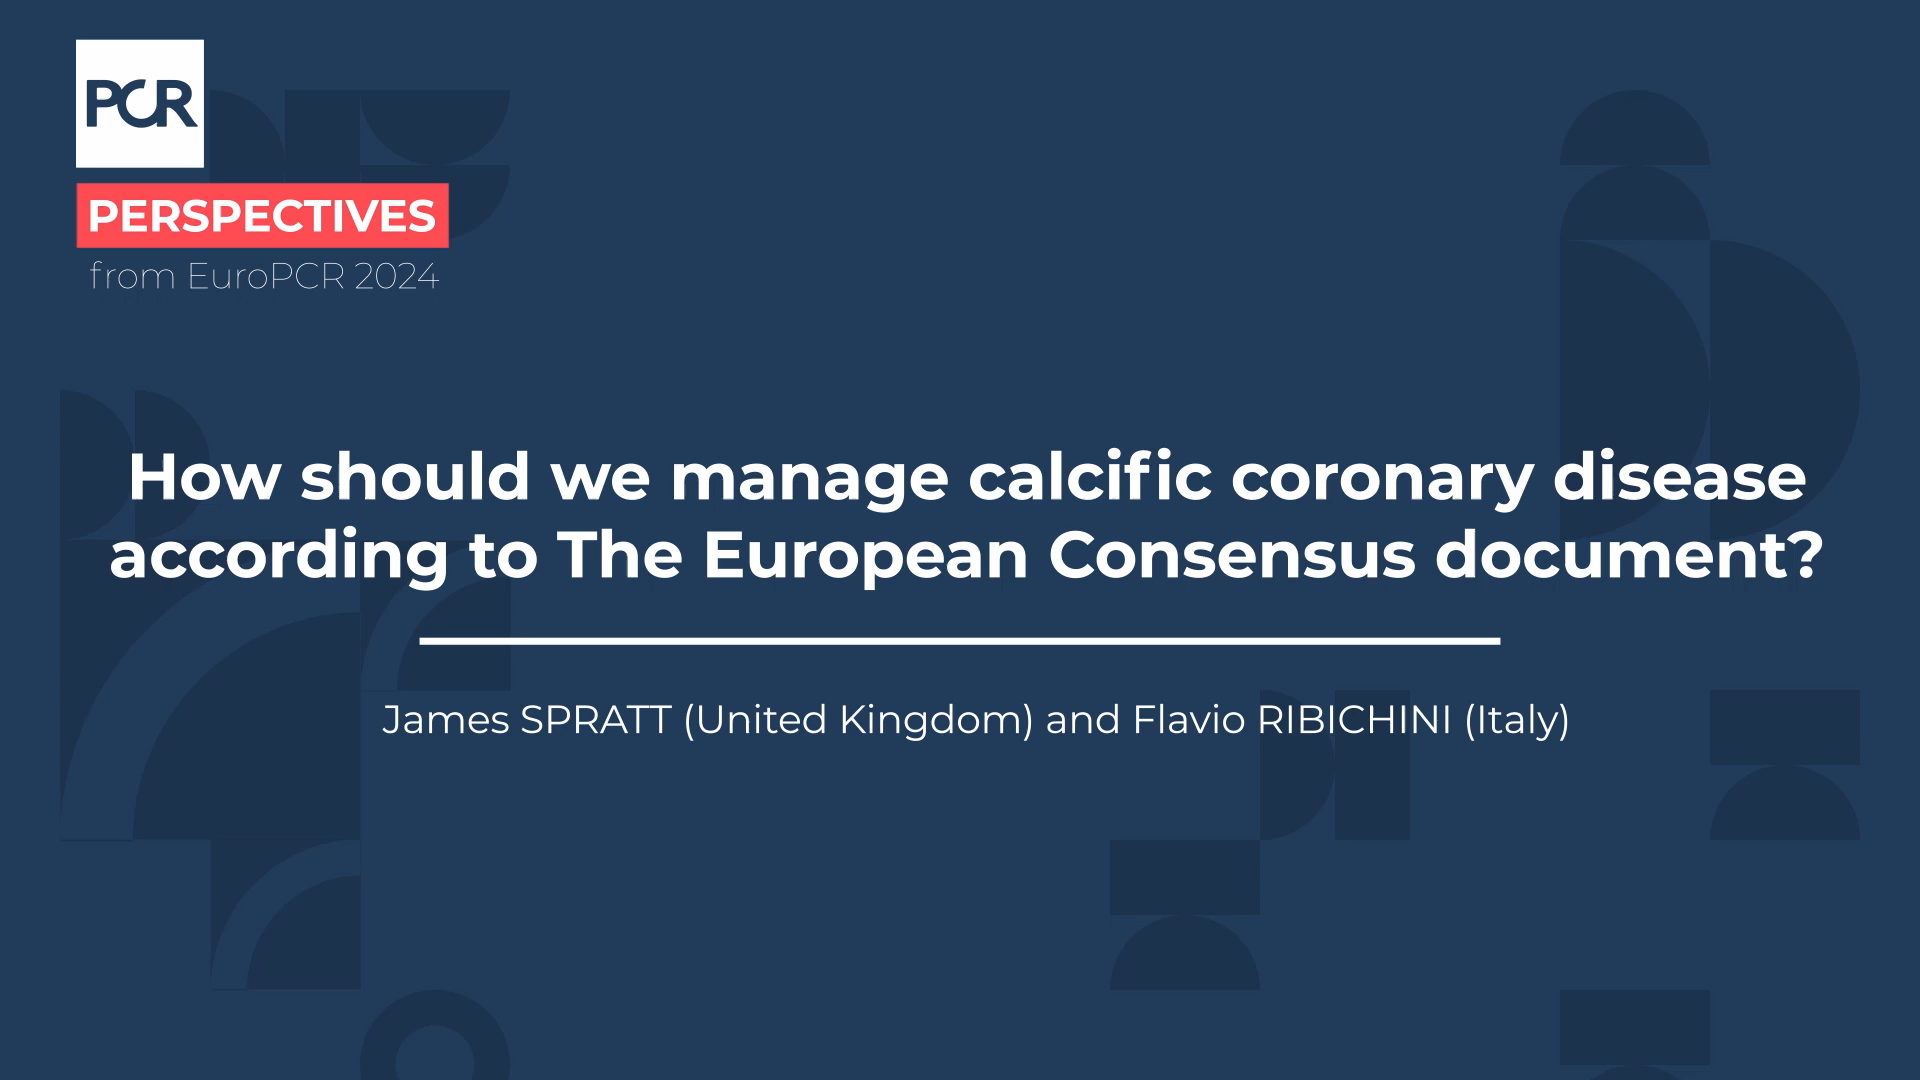 PCR
PERSPECTIVES
from EuroPCR 2024
How should we manage calcific coronary disease
according to The European Consensus document?
James SPRATT (United Kingdom) and Flavio RIBICHINI (Italy)